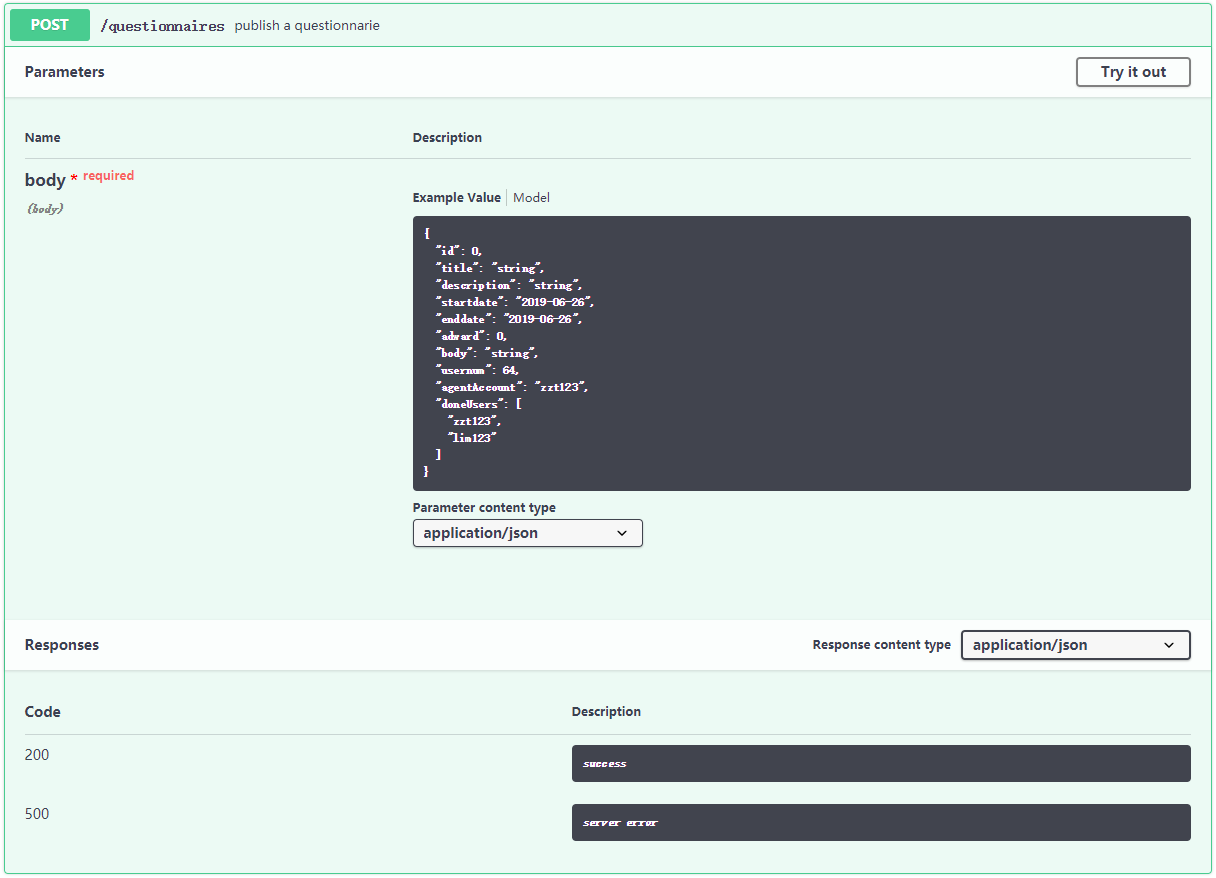 POST /questionnaires publish a questionnarie
Parameters Try it out
Name Description
body * required
(body)
Example Value Model
{
"id": 0,
"title": "string",
"description": "string",
"startdate": "2019-06-26",
"enddate": "2019-06-26",
"adward": 0,
"body": "string",
"usernum": 64,
"agentAccount": "zzt123",
"doneUsers": [
"zzt123",
"lim123"
]
}
Parameter content type
application/json
Responses Response content type application/json
Code Description
200 success
500 server error